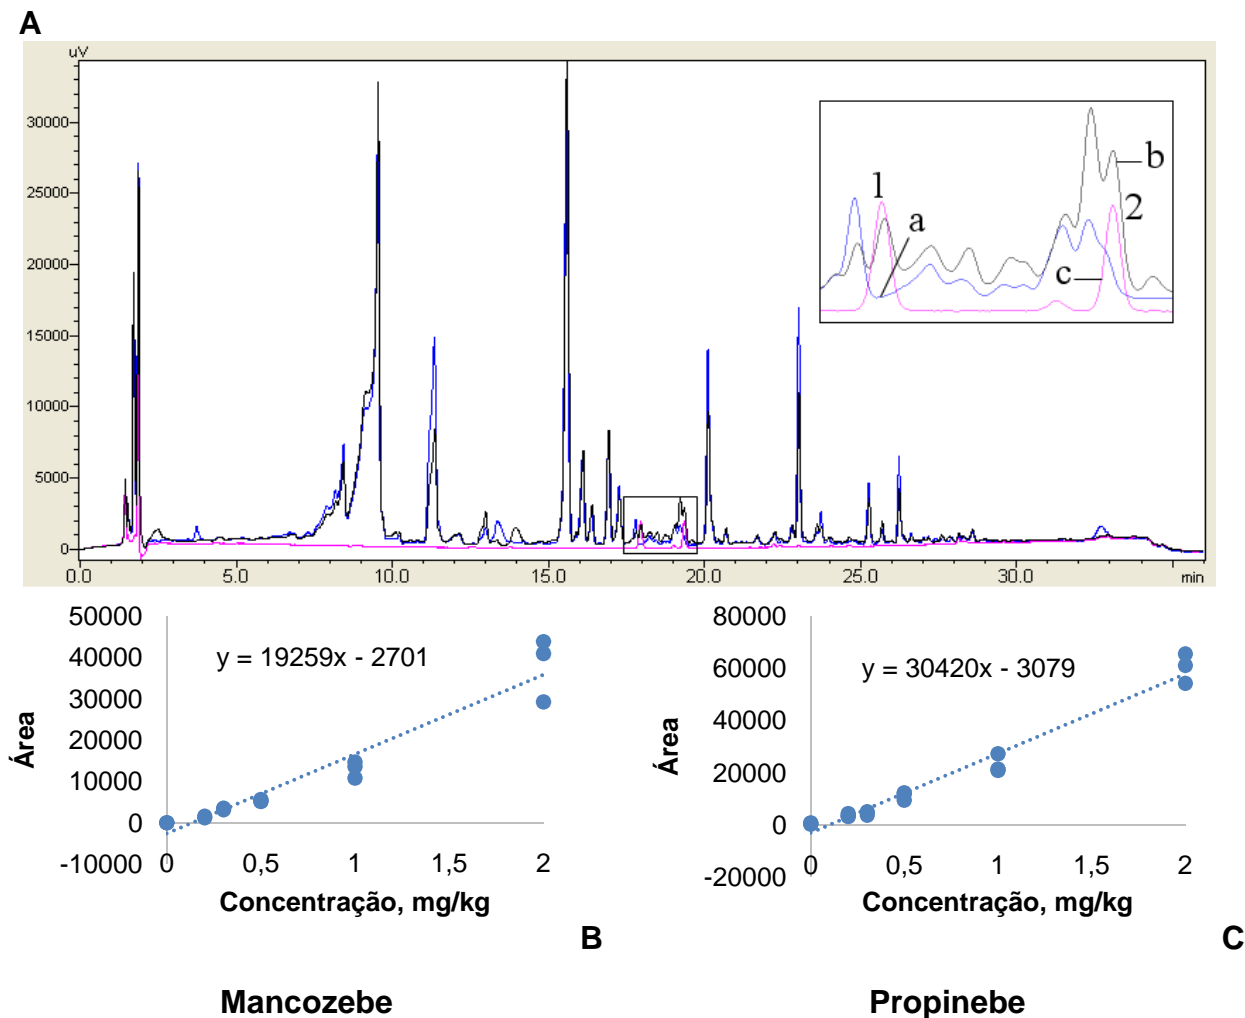 A
uV
30000
25000
20000
15000
10000
5000
0
0.0 5.0 10.0 15.0 20.0 25.0 30.0 min
1 a b 2 c
50000
40000
30000
20000
10000
0
-10000
y = 19259x - 2701
Área
0 0,5 1 1,5 2
Concentração, mg/kg
B
Mancozebe
80000
60000
40000
20000
0
-20000
y = 30420x - 3079
Área
0 0,5 1 1,5 2
Concentração, mg/kg
C
Propinebe